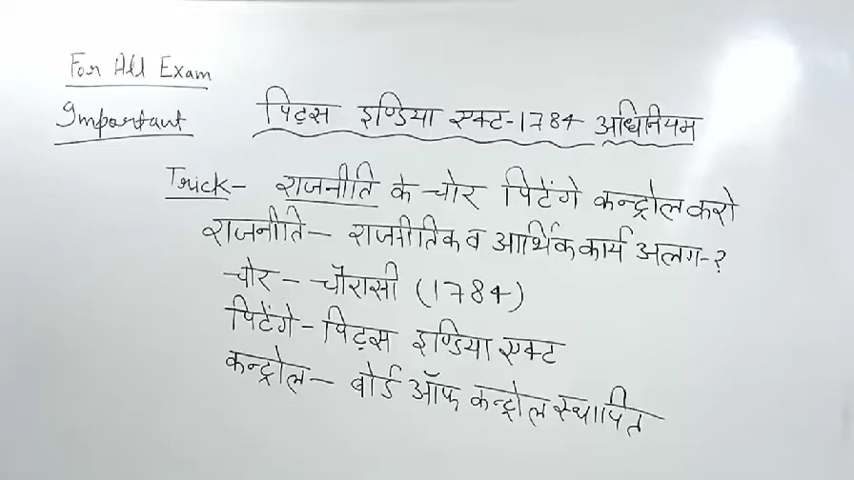 For All Exam
Important
पिट्स इण्डिया एक्ट-1784 अधिनियम
Trick- राजनीति के चोर पिटेंगे कन्ट्रोल करो
राजनीति- राजनीतिक व आर्थिक कार्य अलग-?
चोर - चौरासी (1784)
पिटेंगे - पिट्स इण्डिया एक्ट
कन्ट्रोल - बोर्ड ऑफ कन्ट्रोल स्थापित